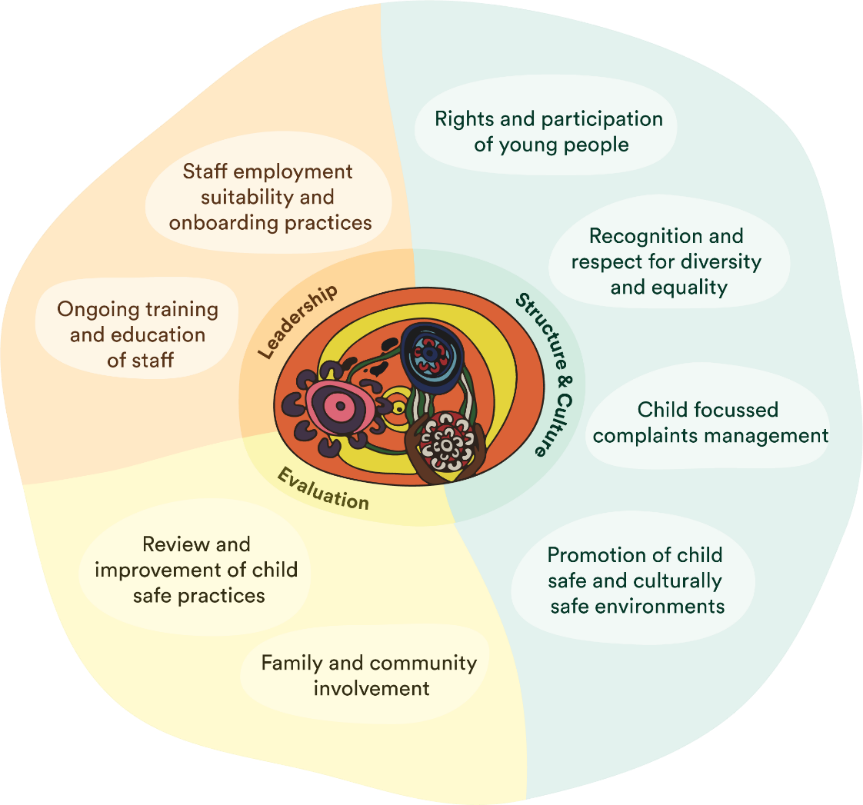 Rights and participation
of young people
Staff employment
suitability and
onboarding practices
Recognition and
respect for diversity
and equality
Ongoing training
and education
of staff
Leadership
Structure & Culture
Evaluation
Child focussed
complaints management
Promotion of child
safe and culturally
safe environments
Review and
improvement of child
safe practices
Family and community
involvement